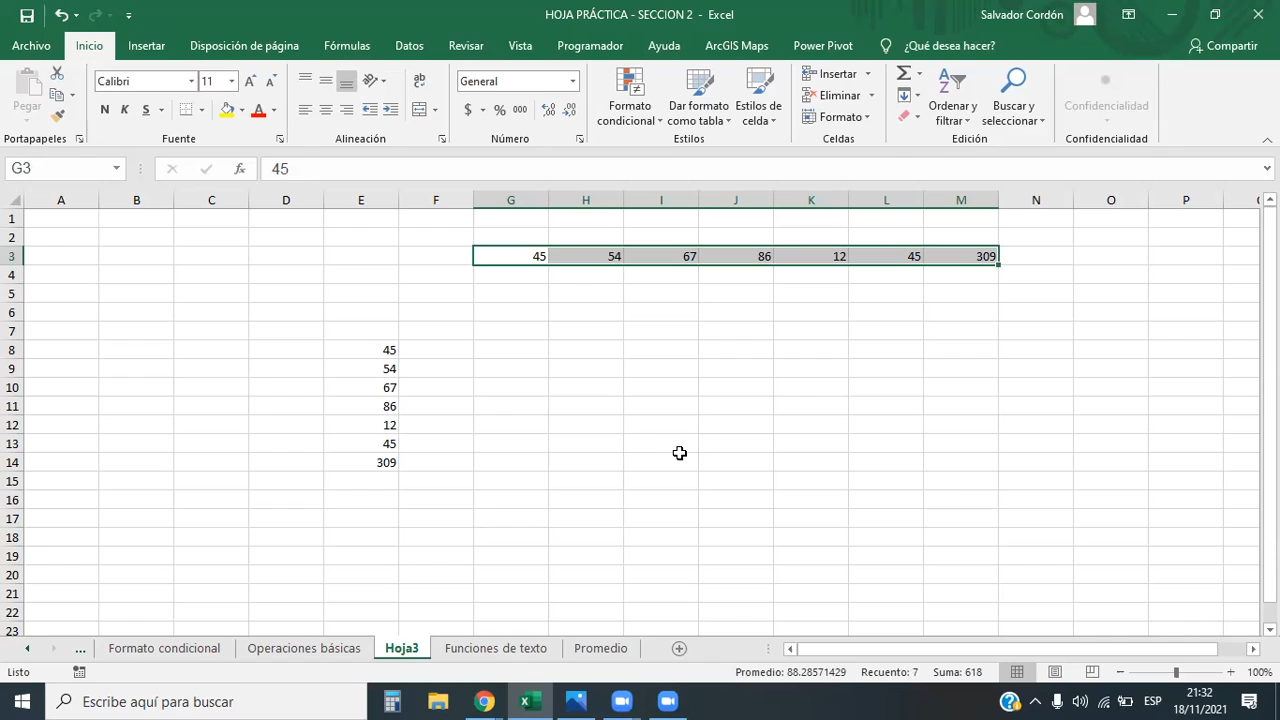 HOJA PRÁCTICA - SECCION 2 - Excel
Salvador Cordón
Archivo Inicio Insertar Disposición de página Fórmulas Datos Revisar Vista Programador Ayuda ArcGIS Maps Power Pivot ¿Qué desea hacer? Compartir
Pegar
Calibri 11
N K S
General
$ % 000
Formato condicional
Dar formato como tabla
Estilos de celda
Insertar
Eliminar
Formato
Ordenar y filtrar
Buscar y seleccionar
Confidencialidad
Portapapeles Fuente Alineación Número Estilos Celdas Edición Confidencialidad
G3 fx 45
A B C D E F G H I J K L M N O P
1
2
3 45 54 67 86 12 45 309
4
5
6
7
8 45
9 54
10 67
11 86
12 12
13 45
14 309
15
16
17
18
19
20
21
22
23
... Formato condicional Operaciones básicas Hoja3 Funciones de texto Promedio
Listo Promedio: 88.28571429 Recuento: 7 Suma: 618 100%
Escribe aquí para buscar ESP 21:32
18/11/2021